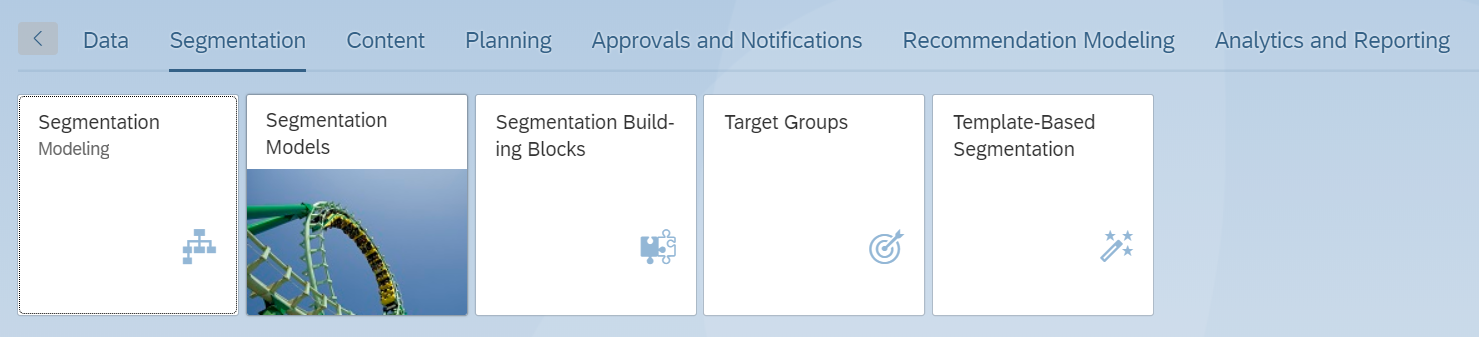 Data Segmentation Content Planning Approvals and Notifications Recommendation Modeling Analytics and Reporting
Segmentation
Modeling
Segmentation
Models
Segmentation Build-
ing Blocks
Target Groups
Template-Based
Segmentation